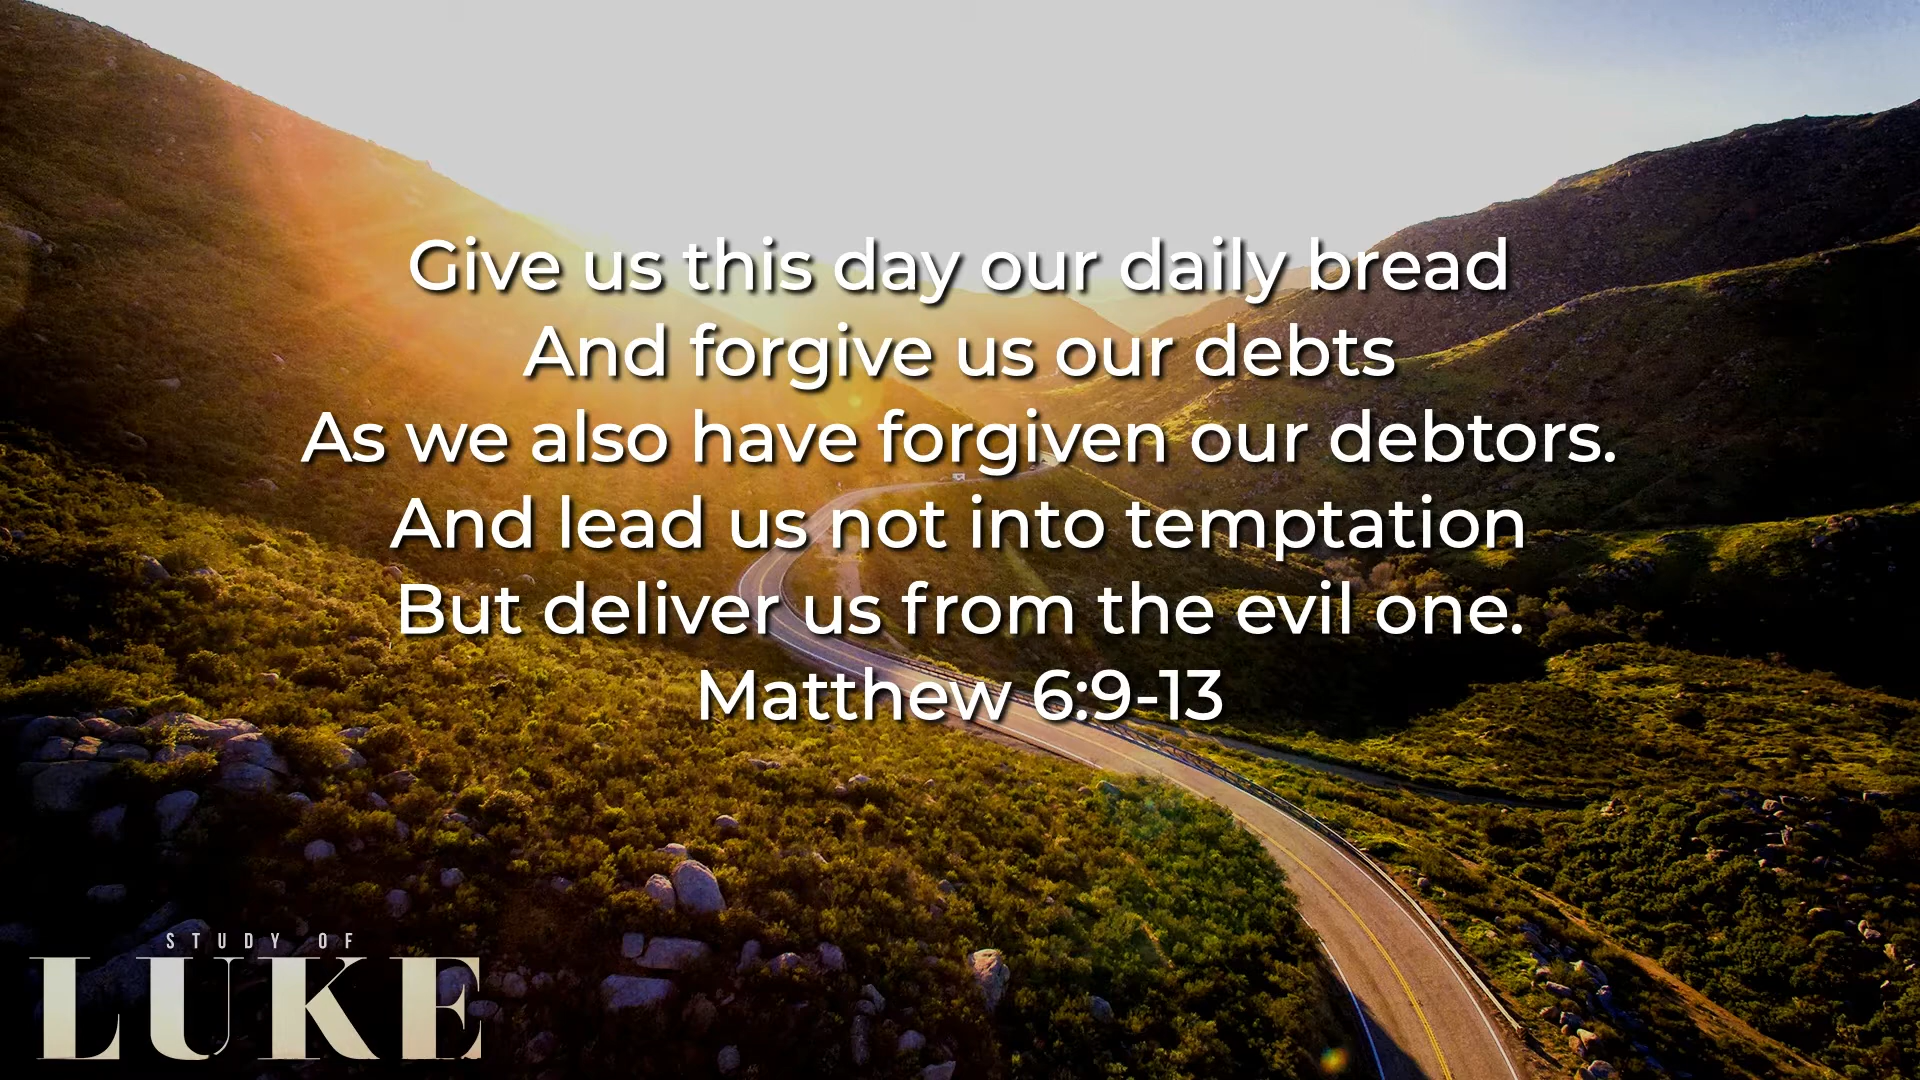 Give us this day our daily bread
And forgive us our debts
As we also have forgiven our debtors.
And lead us not into temptation
But deliver us from the evil one.
Matthew 6:9-13
STUDY OF
LUKE